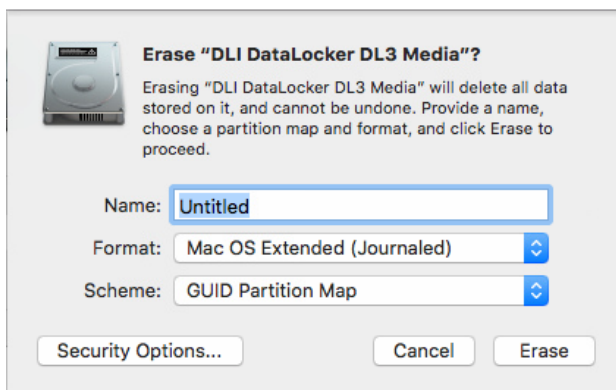 Erase “DLI DataLocker DL3 Media”?
Erasing “DLI DataLocker DL3 Media” will delete all data
stored on it, and cannot be undone. Provide a name,
choose a partition map and format, and click Erase to
proceed.
Name: Untitled
Format: Mac OS Extended (Journaled)
Scheme: GUID Partition Map
Security Options... Cancel Erase